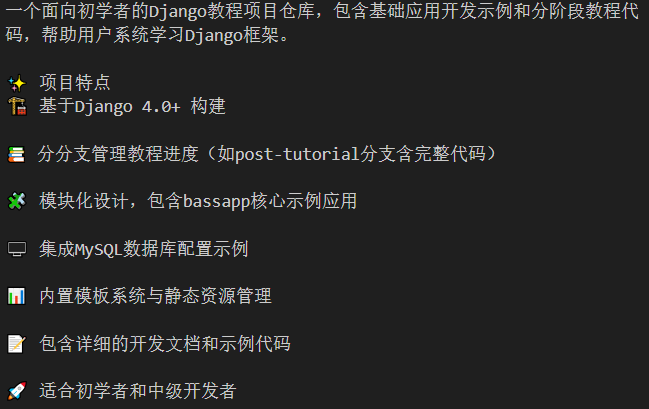 一个面向初学者的Django教程项目仓库，包含基础应用开发示例和分阶段教程代
码，帮助用户系统学习Django框架。
✨ 项目特点
🏗️ 基于Django 4.0+ 构建
📚 分分支管理教程进度（如post-tutorial分支含完整代码）
🧩 模块化设计，包含bassapp核心示例应用
🖥️ 集成MySQL数据库配置示例
📊 内置模板系统与静态资源管理
📝 包含详细的开发文档和示例代码
🚀 适合初学者和中级开发者